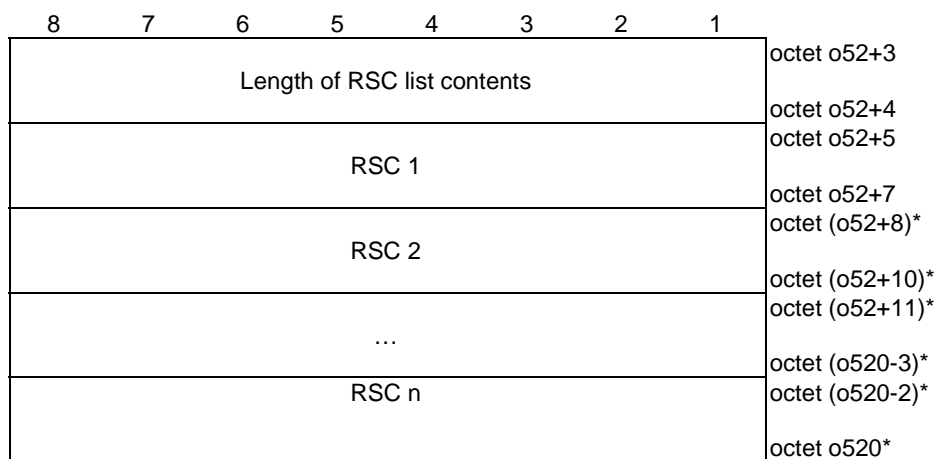 8 7 6 5 4 3 2 1
octet o52+3
Length of RSC list contents
octet o52+4
octet o52+5
RSC 1
octet o52+7
octet (o52+8)*
RSC 2
octet (o52+10)*
octet (o52+11)*
…
octet (o520-3)*
RSC n octet (o520-2)*
octet o520*